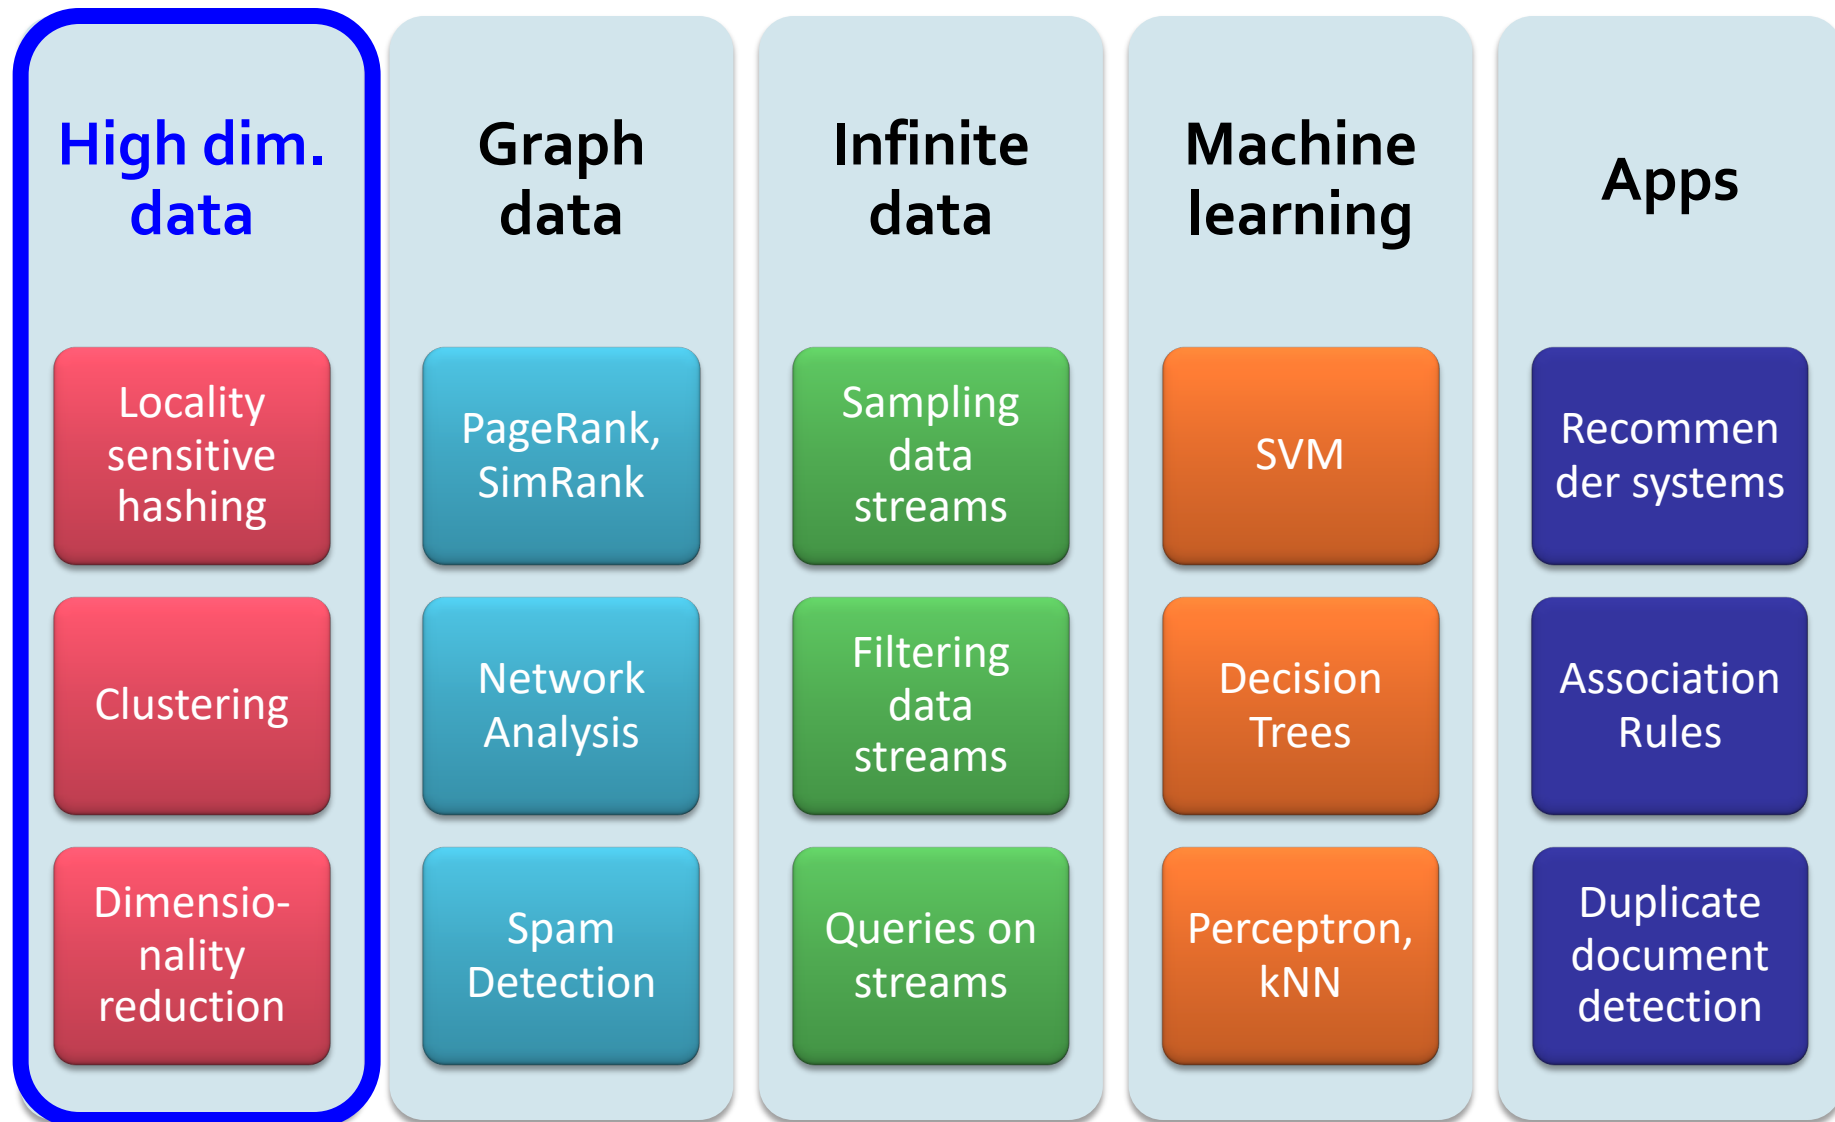 High dim.
data
Locality
sensitive
hashing
Clustering
Dimensio-
nality
reduction
Graph
data
PageRank,
SimRank
Network
Analysis
Spam
Detection
Infinite
data
Sampling
data
streams
Filtering
data
streams
Queries on
streams
Machine
learning
SVM
Decision
Trees
Perceptron,
kNN
Apps
Recommen
der systems
Association
Rules
Duplicate
document
detection